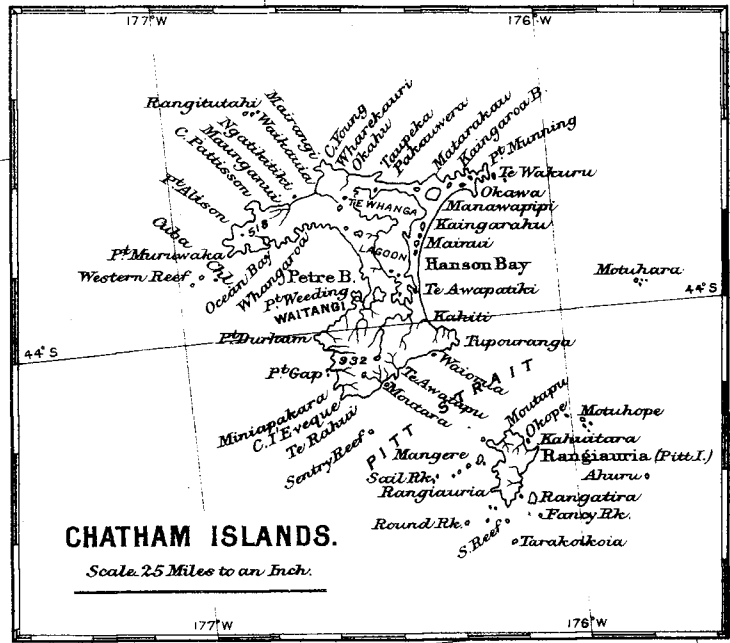 177°W
176°W
Rangitutahi
Waikauia
Mairangi
C. Young
Wharekauri
Okahu
Taupeka
Pakauwera
Matarakau
Kaingaroa B.
Pt Munning
Te Wakuru
Okawa
Manawapipi
Kaingarahu
Mairui
Hanson Bay
Ngatikitiki
Maunganui
C. Pattisson
Pt Alison
518
TE WHANGA
LAGOON
Cuba
Chl
Pt Muruwaka
Western Reef
Ocean Bay
Whangaroa
Petre B.
Pt Weeding
WAITANGI
Te Awapatiki
Motuhara
44°S
Kahiti
Pt Durham
Tupouranga
44°S
932
Waiomia
Pt Gap
Te Awatapu
Moutara
Miniapakara
C. L'Eveque
Te Rahui
Sentry Reef
PITT STRAIT
Moutapu
Okope
Motuhope
Kahuatara
Mangere
Rangiauria (Pitt I.)
Sail Rk.
Ahuru
Rangiauria
Rangatira
Round Rk.
Fancy Rk.
S. Reef
Tarakoikoia
CHATHAM ISLANDS.
Scale 25 Miles to an Inch.
177°W
176°W